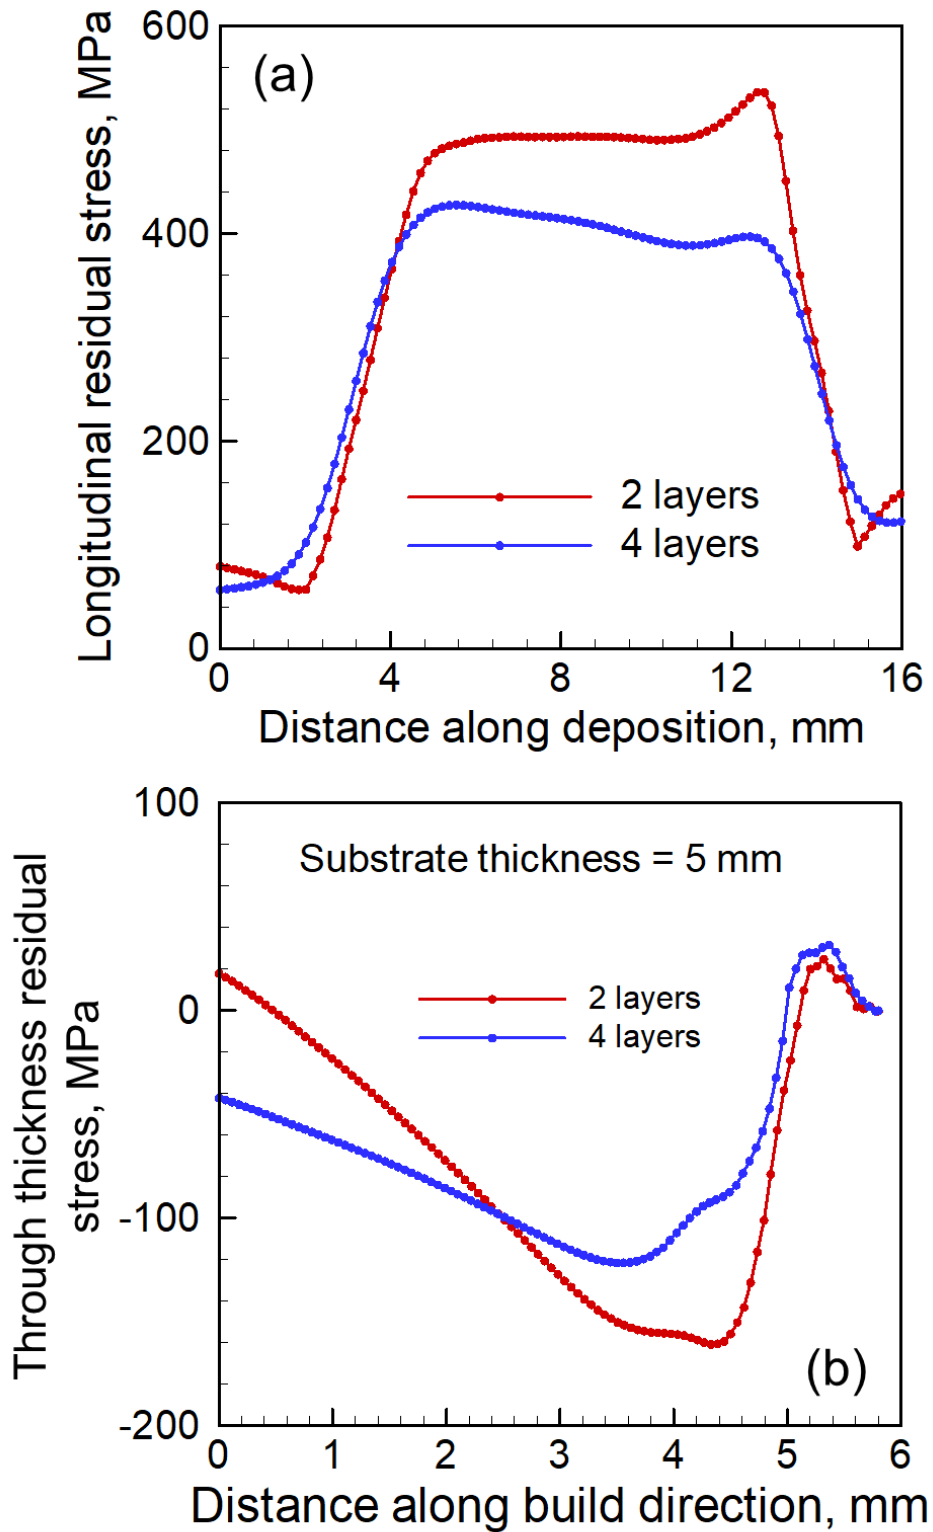 Longitudinal residual stress, MPa
600
400
200
0
(a)
2 layers
4 layers
0 4 8 12 16
Distance along deposition, mm
Through thickness residual
stress, MPa
100
0
-100
-200
Substrate thickness = 5 mm
2 layers
4 layers
(b)
0 1 2 3 4 5 6
Distance along build direction, mm